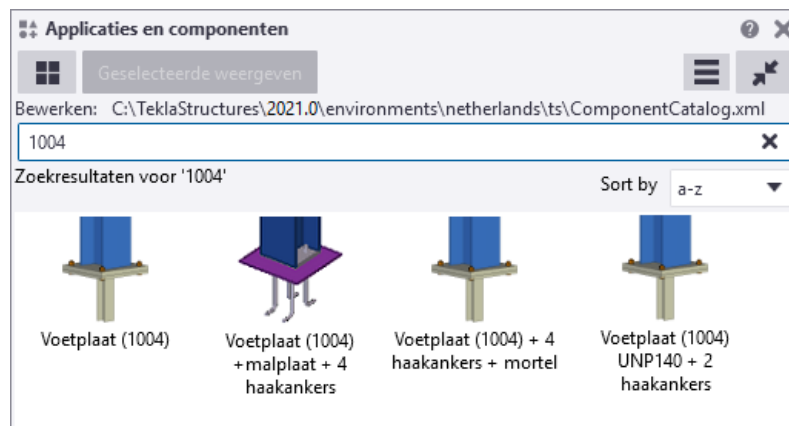 Applicaties en componenten
Geselecteerde weergeven
Bewerken: C:\TeklaStructures\2021.0\environments\netherlands\ts\ComponentCatalog.xml
1004
Zoekresultaten voor '1004'
Sort by a-z
Voetplaat (1004)
Voetplaat (1004)
+malplaat + 4
haakankers
Voetplaat (1004) + 4
haakankers + mortel
Voetplaat (1004)
UNP140 + 2
haakankers